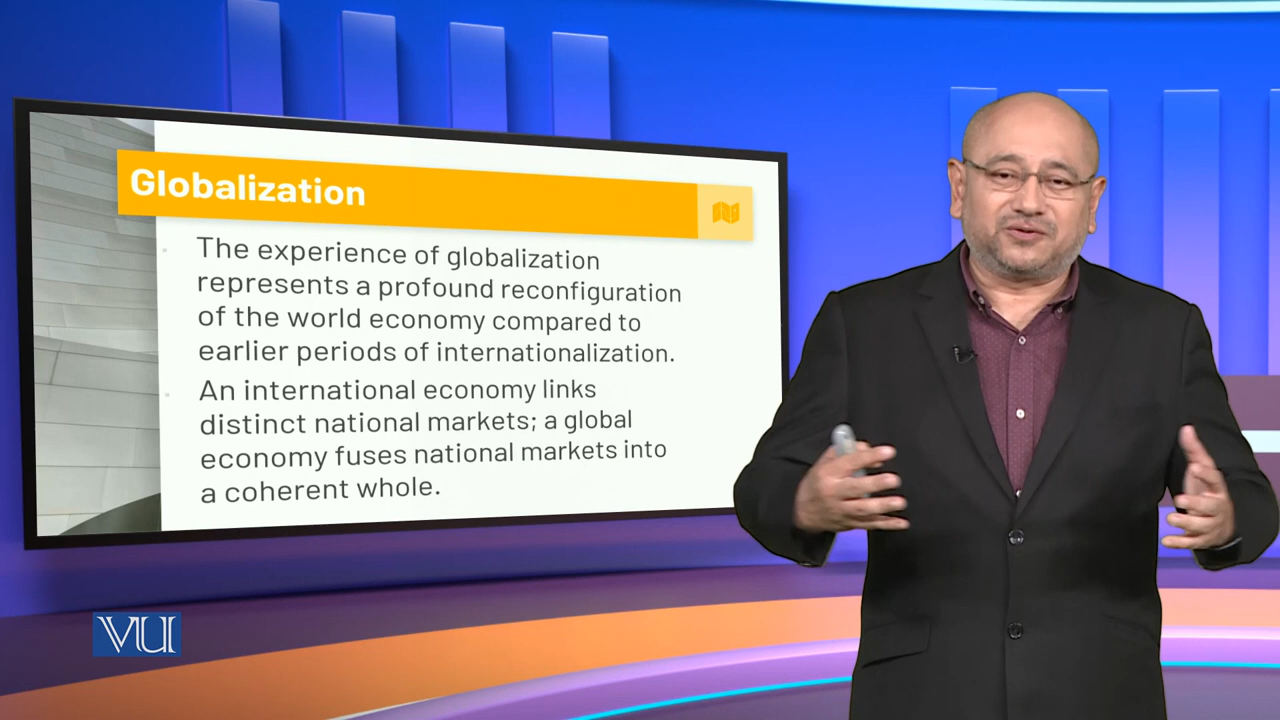 Globalization
The experience of globalization
represents a profound reconfiguration
of the world economy compared to
earlier periods of internationalization.
An international economy links
distinct national markets; a global
economy fuses national markets into
a coherent whole.
VU